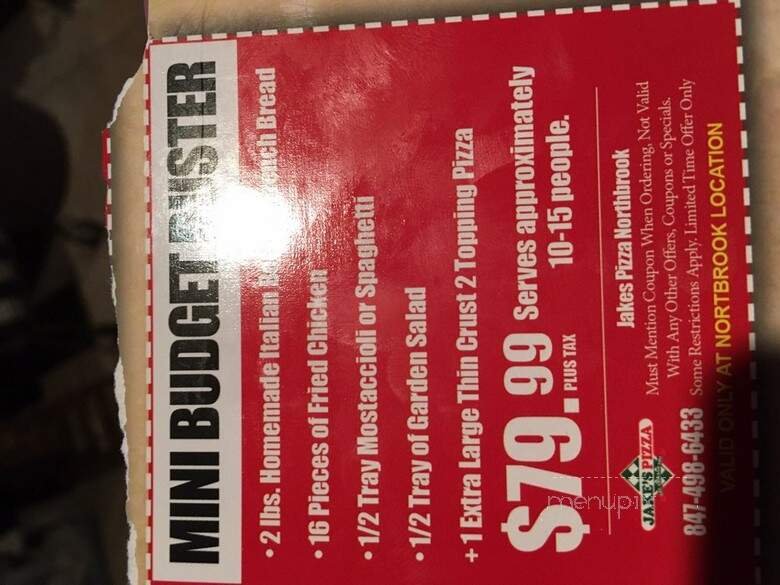 MINI BUDGET BUSTER
• 2 lbs. Homemade Italian French Bread
• 16 Pieces of Fried Chicken
• 1/2 Tray Mostaccioli or Spaghetti
• 1/2 Tray of Garden Salad
+ 1 Extra Large Thin Crust 2 Topping Pizza
$79.99 Serves approximately
PLUS TAX 10-15 people.
JAKE'S PIZZA
847-498-6433
Jakes Pizza Northbrook
Must Mention Coupon When Ordering, Not Valid
With Any Other Offers, Coupons or Specials.
Some Restrictions Apply. Limited Time Offer Only
VALID ONLY AT NORTBROOK LOCATION
menupix